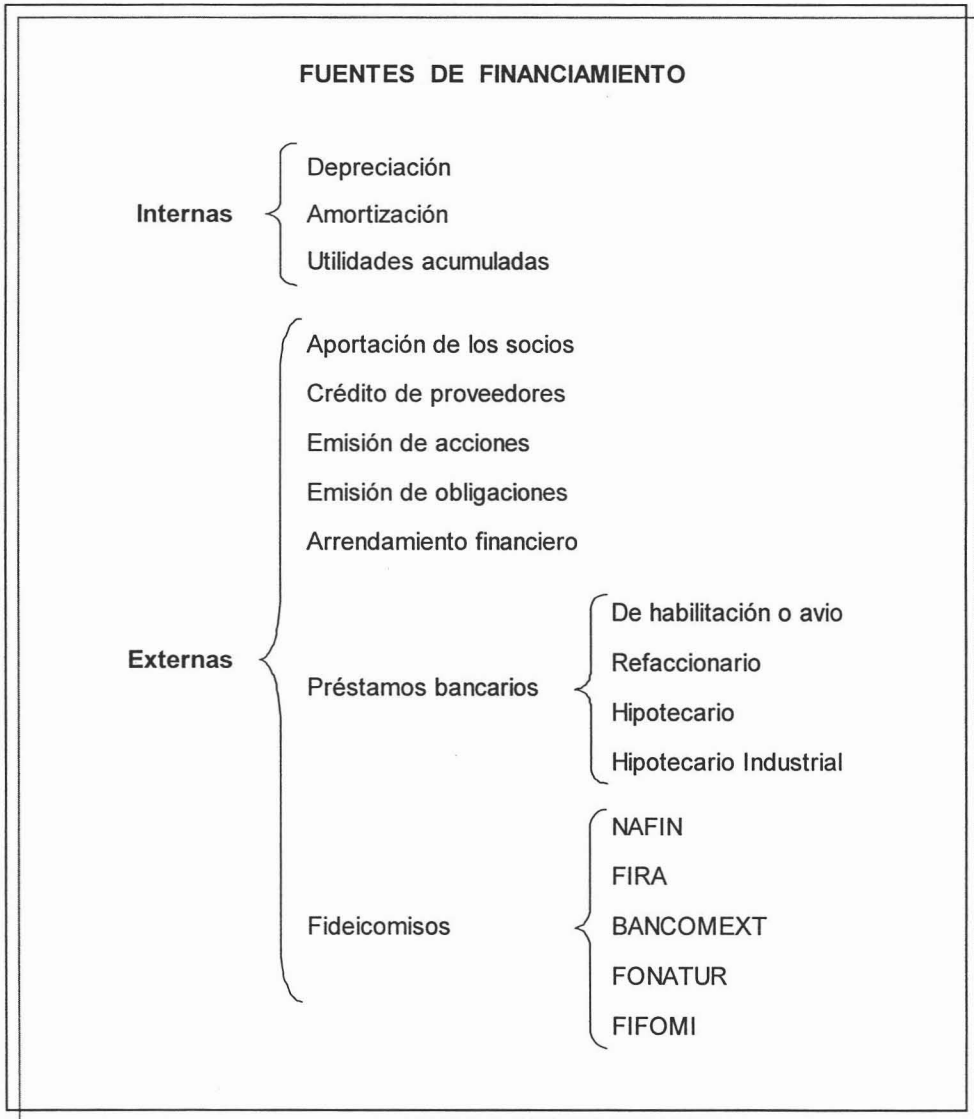 FUENTES DE FINANCIAMIENTO
Internas
Depreciación
Amortización
Utilidades acumuladas
Externas
Aportación de los socios
Crédito de proveedores
Emisión de acciones
Emisión de obligaciones
Arrendamiento financiero
Préstamos bancarios
De habilitación o avio
Refaccionario
Hipotecario
Hipotecario Industrial
Fideicomisos
NAFIN
FIRA
BANCOMEXT
FONATUR
FIFOMI